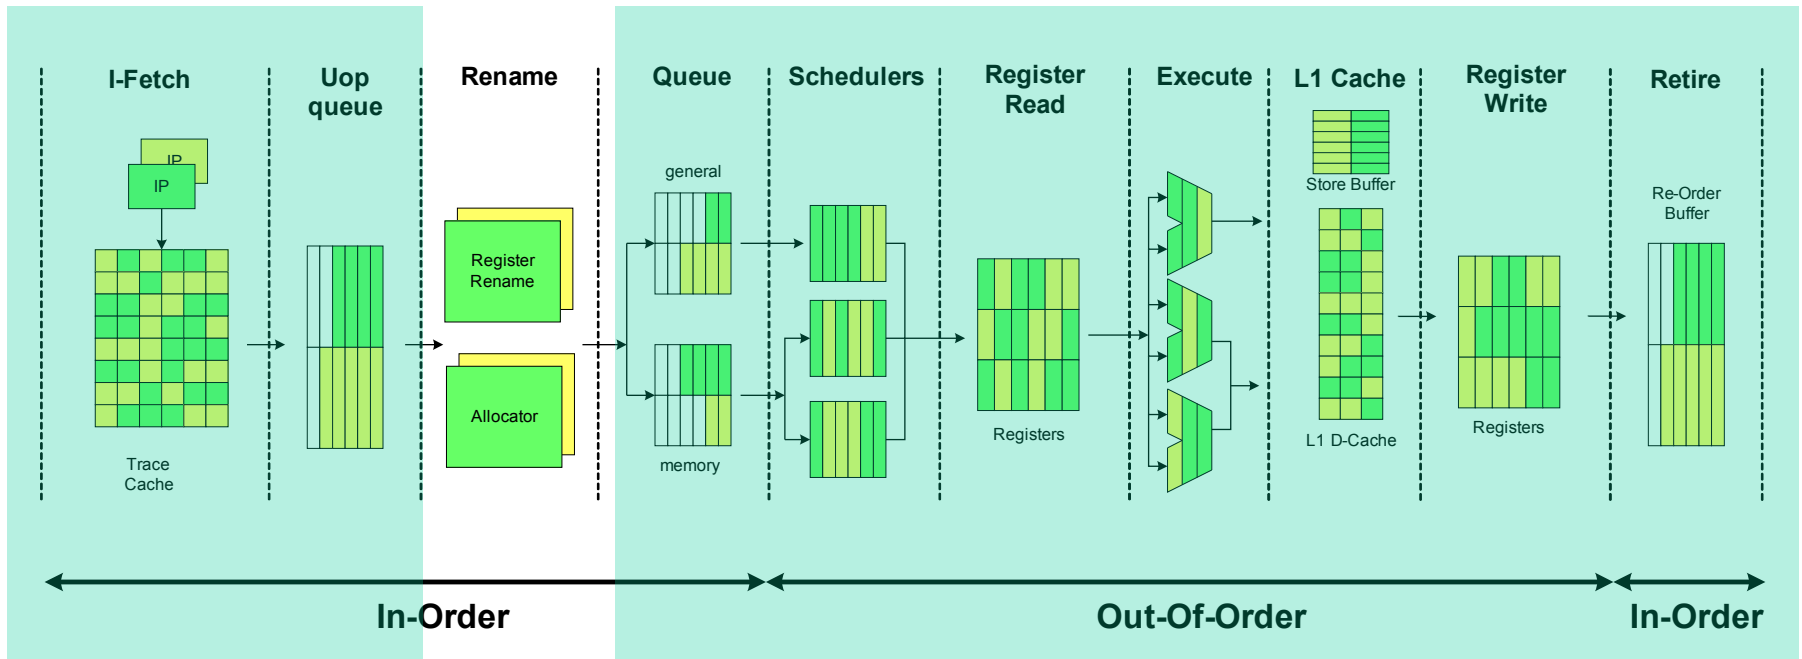 I-Fetch
Uop
queue
Rename
Queue
Schedulers
Register
Read
Execute
L1 Cache
Register
Write
Retire
IP
IP
Trace
Cache
Register
Rename
Allocator
general
memory
Registers
Store Buffer
L1 D-Cache
Registers
Re-Order
Buffer
In-Order
Out-Of-Order
In-Order